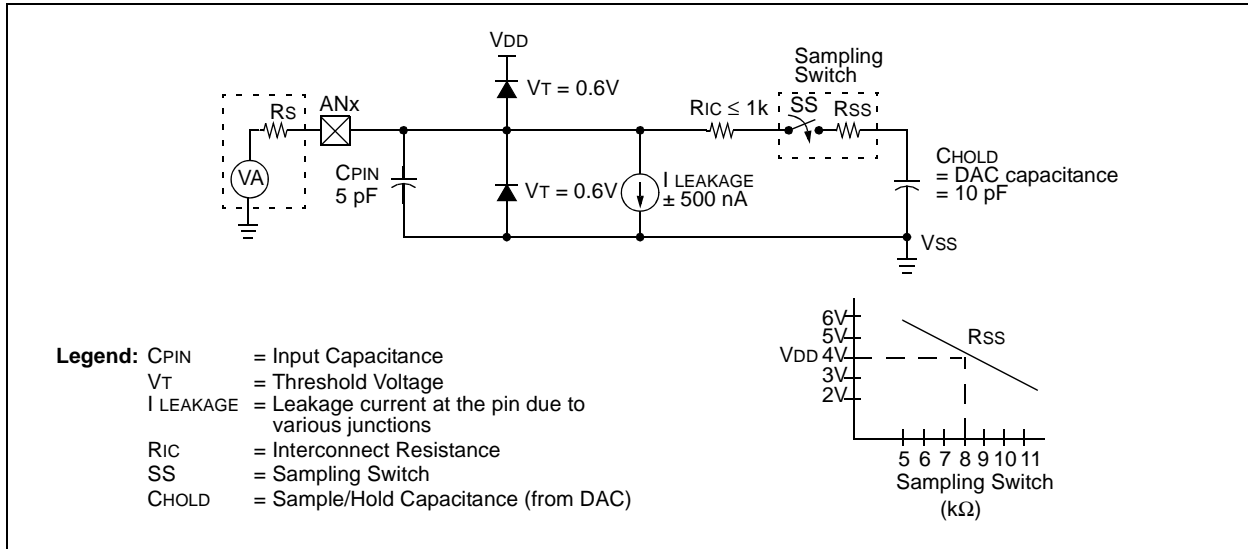 VDD
Sampling
Switch
VT = 0.6V
RS
ANx
RIC ≤ 1k
SS
RSS
VA
CPIN
5 pF
VT = 0.6V
I LEAKAGE
± 500 nA
CHOLD
= DAC capacitance
= 10 pF
VSS
Legend: CPIN = Input Capacitance
VT = Threshold Voltage
I LEAKAGE = Leakage current at the pin due to
various junctions
RIC = Interconnect Resistance
SS = Sampling Switch
CHOLD = Sample/Hold Capacitance (from DAC)
6V
5V
RSS
VDD 4V
3V
2V
5 6 7 8 9 10 11
Sampling Switch
(kΩ)